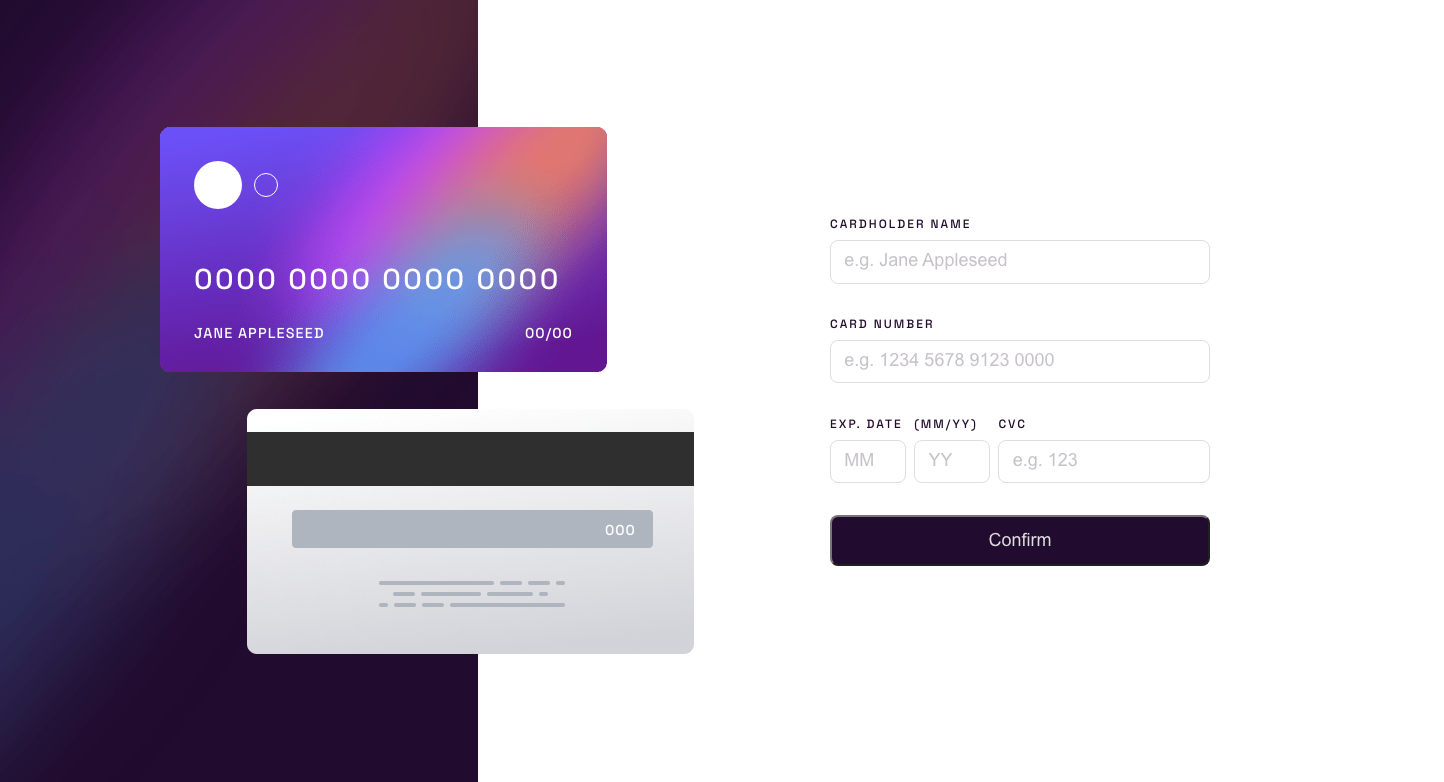 0000 0000 0000 0000
JANE APPLESEED 00/00
000
CARDHOLDER NAME
e.g. Jane Appleseed
CARD NUMBER
e.g. 1234 5678 9123 0000
EXP. DATE (MM/YY) CVC
MM YY e.g. 123
Confirm